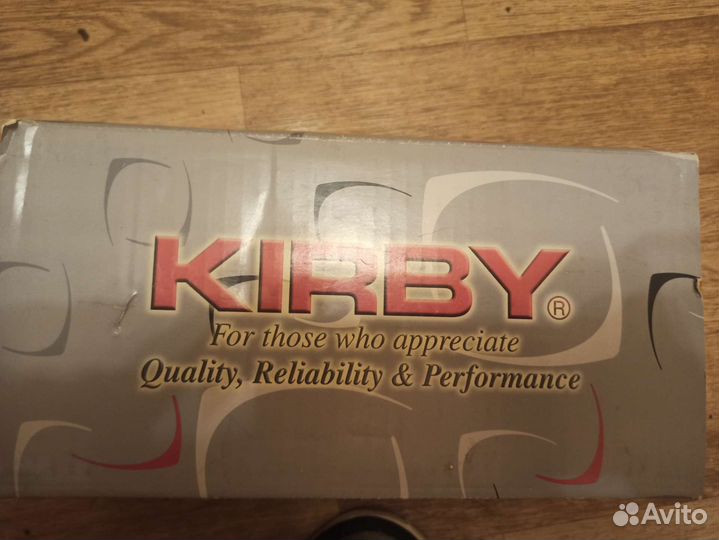 KIRBY®
For those who appreciate
Quality, Reliability & Performance
Avito